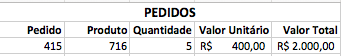 PEDIDOS
Pedido Produto Quantidade Valor Unitário Valor Total
415 716 5 R$ 400,00 R$ 2.000,00